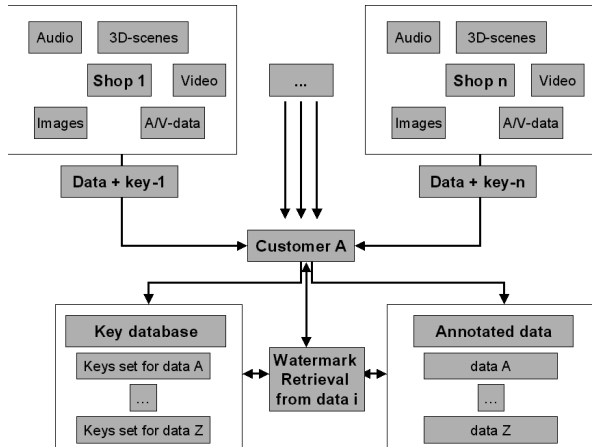 Audio
3D-scenes
Shop 1
Video
Images
A/V-data
Data + key-1
...
Audio
3D-scenes
Shop n
Video
Images
A/V-data
Data + key-n
Customer A
Key database
Keys set for data A
...
Keys set for data Z
Watermark
Retrieval
from data i
Annotated data
data A
...
data Z